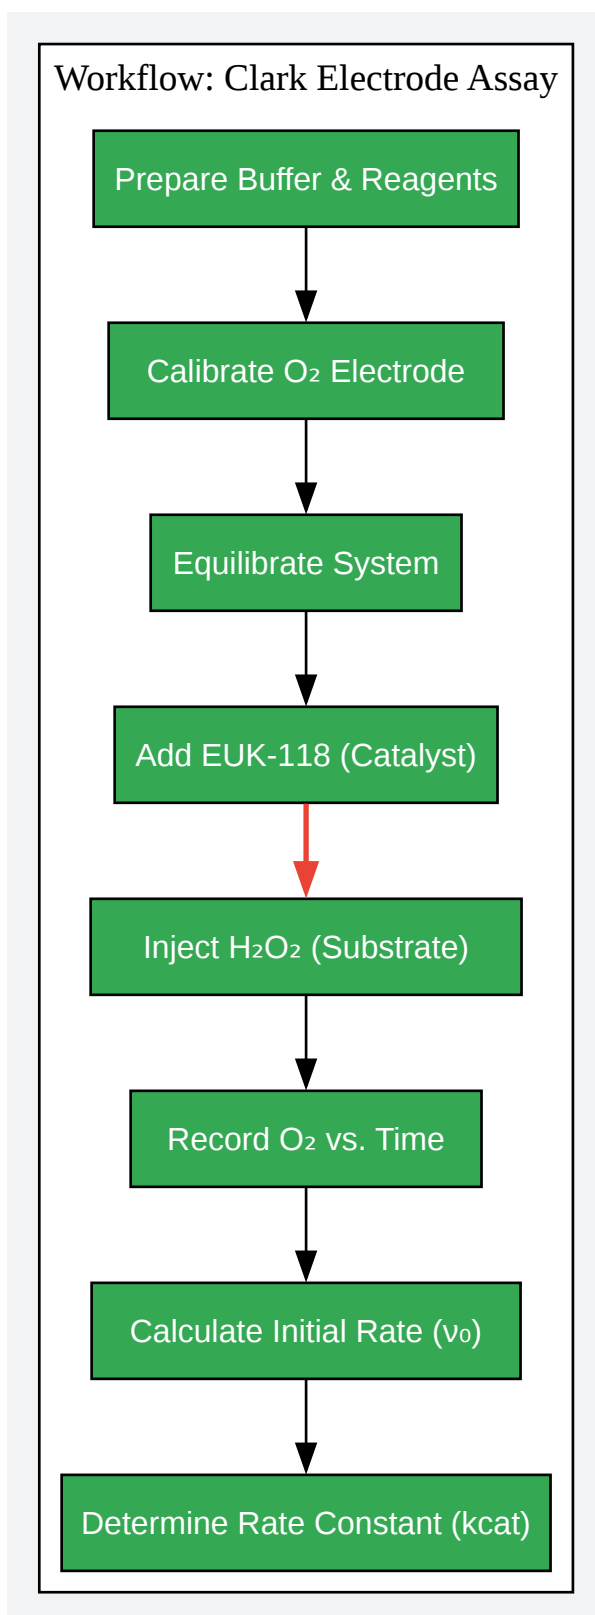 Workflow: Clark Electrode Assay
Prepare Buffer & Reagents
Calibrate O₂ Electrode
Equilibrate System
Add EUK-118 (Catalyst)
Inject H₂O₂ (Substrate)
Record O₂ vs. Time
Calculate Initial Rate (ν₀)
Determine Rate Constant (kcat)